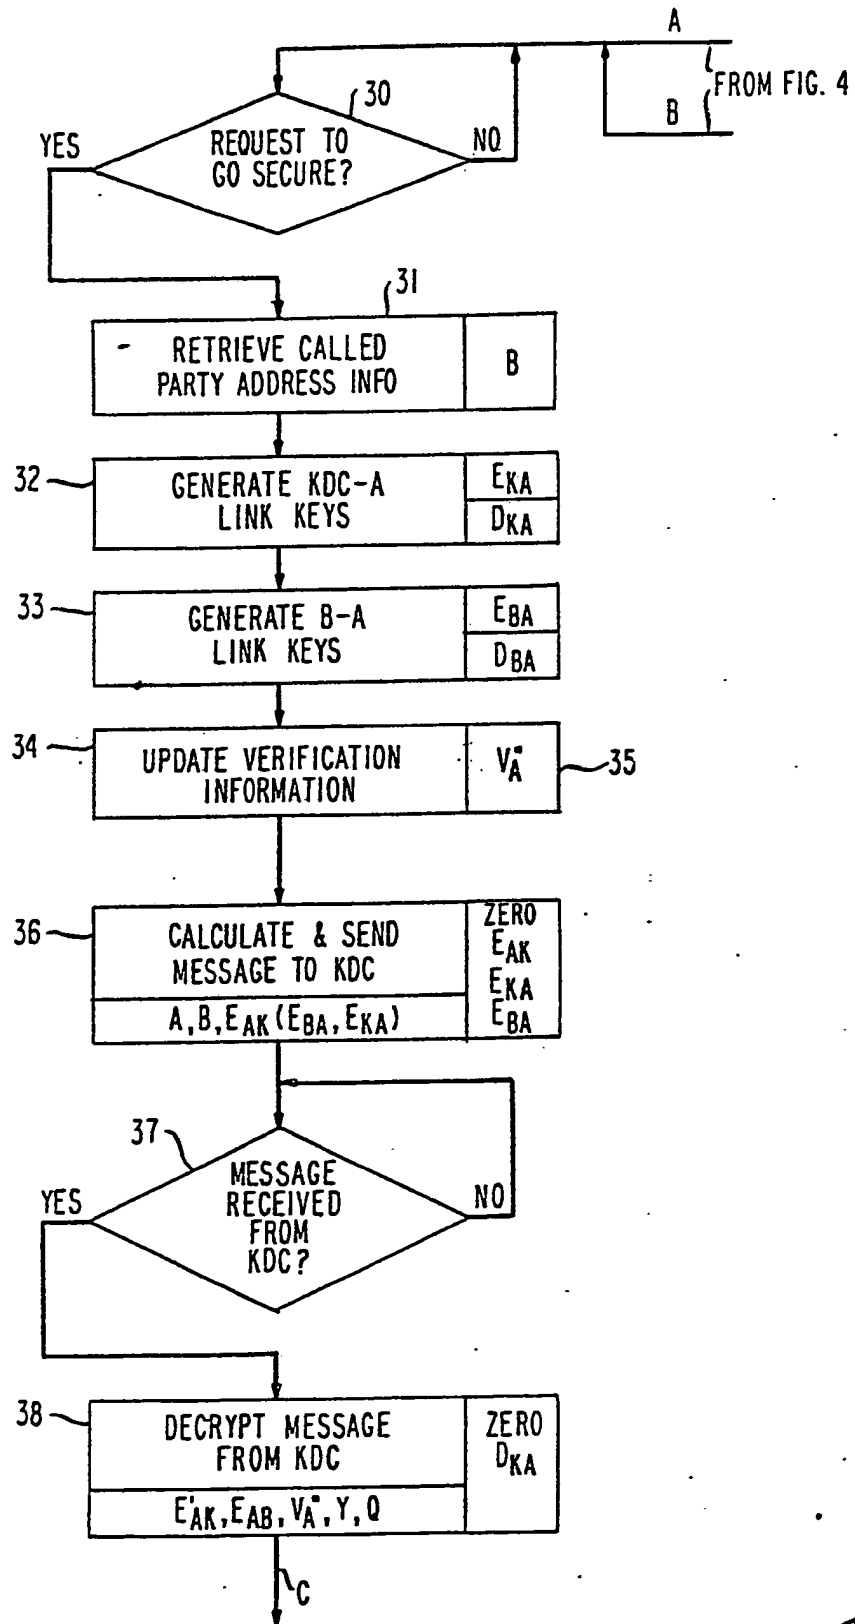 A
FROM FIG. 4
B
30
YES
REQUEST TO
GO SECURE?
NO
31
RETRIEVE CALLED
PARTY ADDRESS INFO
B
32
GENERATE KDC-A
LINK KEYS
EKA
DKA
33
GENERATE B-A
LINK KEYS
EBA
DBA
34
UPDATE VERIFICATION
INFORMATION
VA"
35
36
CALCULATE & SEND
MESSAGE TO KDC
A, B, EAK (EBA, EKA)
ZERO
EAK
EKA
EBA
37
YES
MESSAGE
RECEIVED
FROM
KDC?
NO
38
DECRYPT MESSAGE
FROM KDC
E'AK, EAB, VA", Y, Q
ZERO
DKA
C